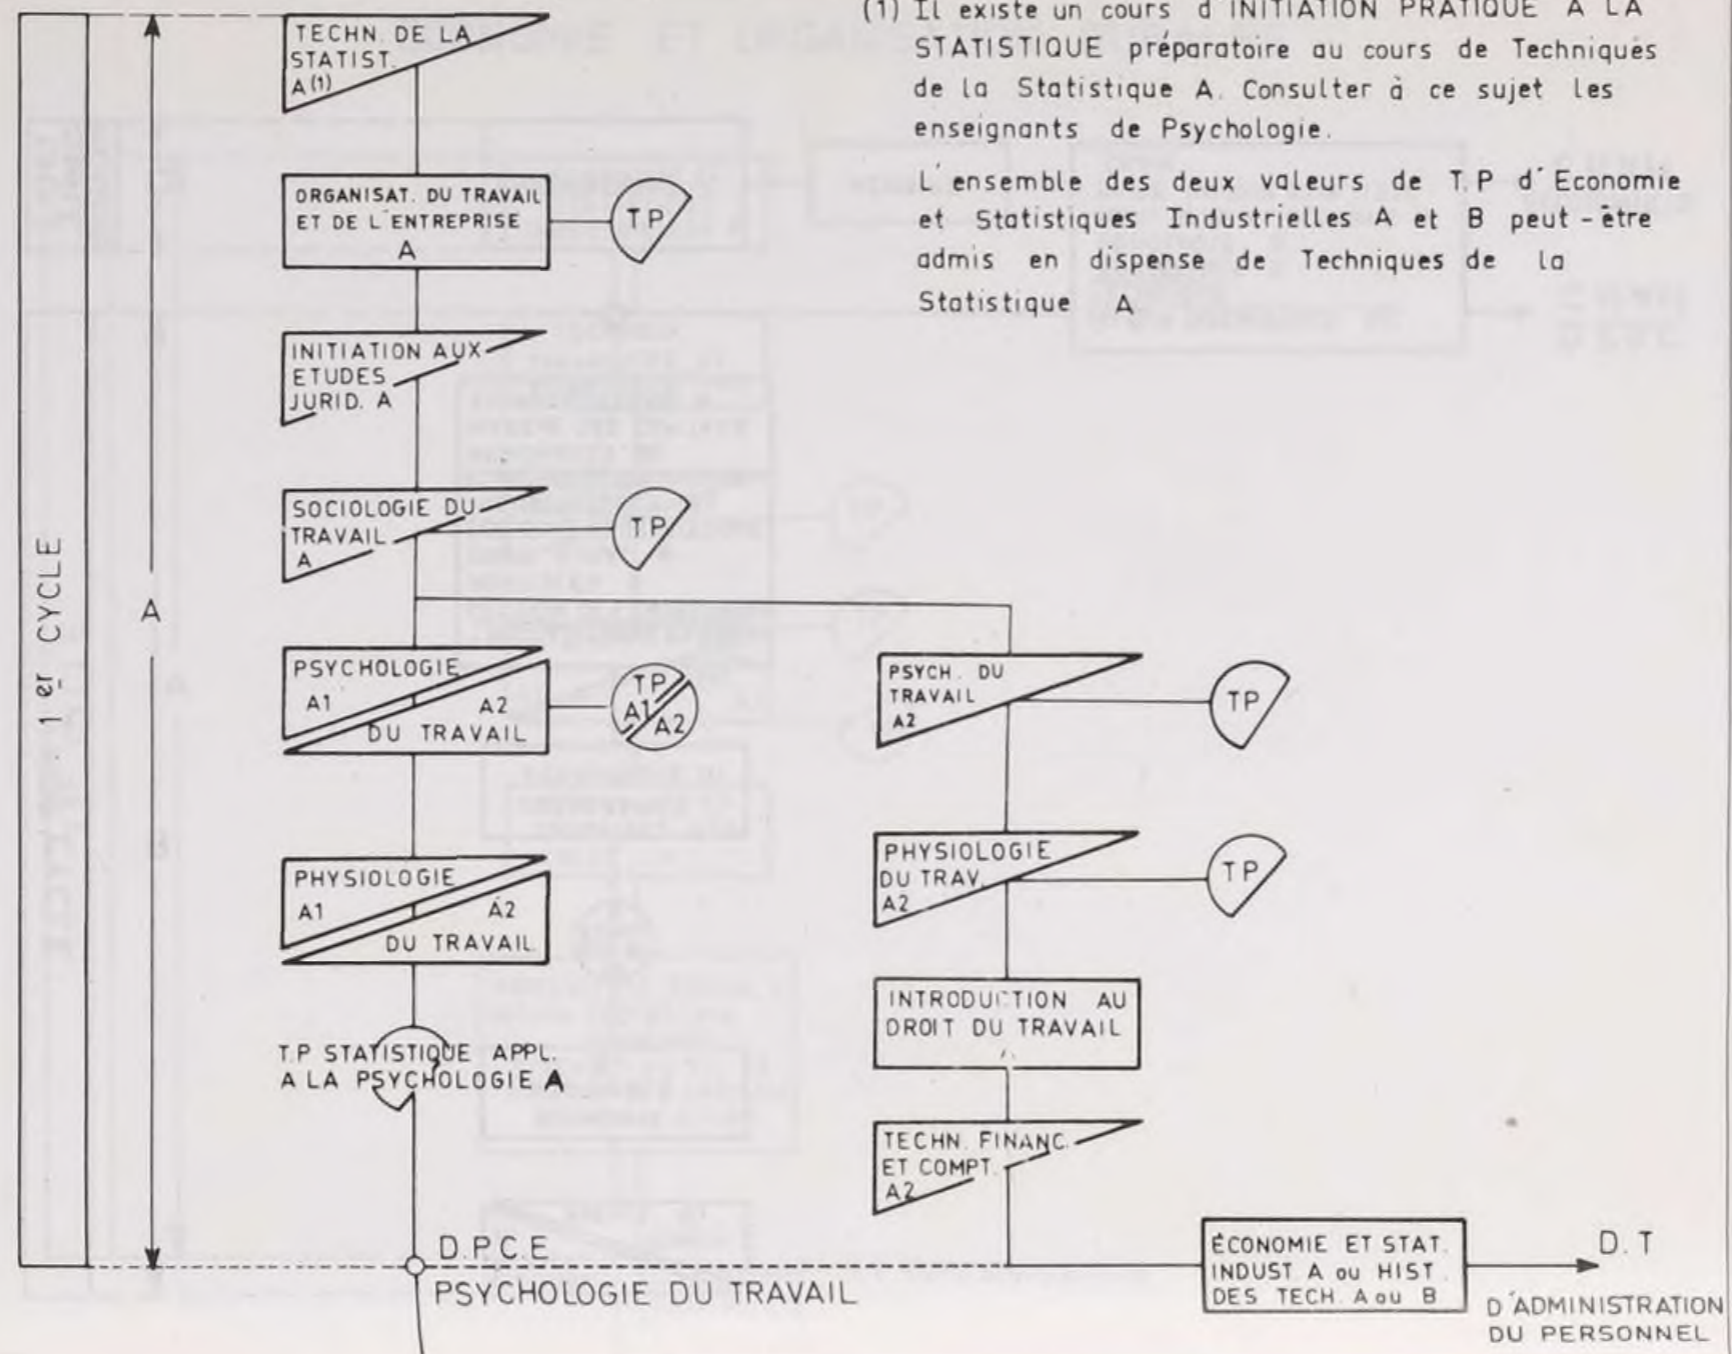 (1) Il existe un cours d'INITIATION PRATIQUE A LA
STATISTIQUE préparatoire au cours de Techniques
de la Statistique A. Consulter à ce sujet les
enseignants de Psychologie.
L'ensemble des deux valeurs de T.P d'Economie
et Statistiques Industrielles A et B peut-être
admis en dispense de Techniques de la
Statistique A
1er CYCLE
A
TECHN. DE LA
STATIST.
A(1)
ORGANISAT. DU TRAVAIL
ET DE L'ENTREPRISE
A
TP
INITIATION AUX
ETUDES
JURID. A
SOCIOLOGIE DU
TRAVAIL
A
TP
PSYCHOLOGIE
A1 A2
DU TRAVAIL
TP
A1
A2
PHYSIOLOGIE
A1 A2
DU TRAVAIL.
T.P STATISTIQUE APPL.
A LA PSYCHOLOGIE A
D.P.C.E
PSYCHOLOGIE DU TRAVAIL
PSYCH. DU
TRAVAIL
A2
TP
PHYSIOLOGIE
DU TRAV.
A2
TP
INTRODUCTION AU
DROIT DU TRAVAIL
TECHN. FINANC.
ET COMPT.
A2
ÉCONOMIE ET STAT.
INDUST. A ou HIST.
DES TECH. A ou B
D.T
D'ADMINISTRATION
DU PERSONNEL